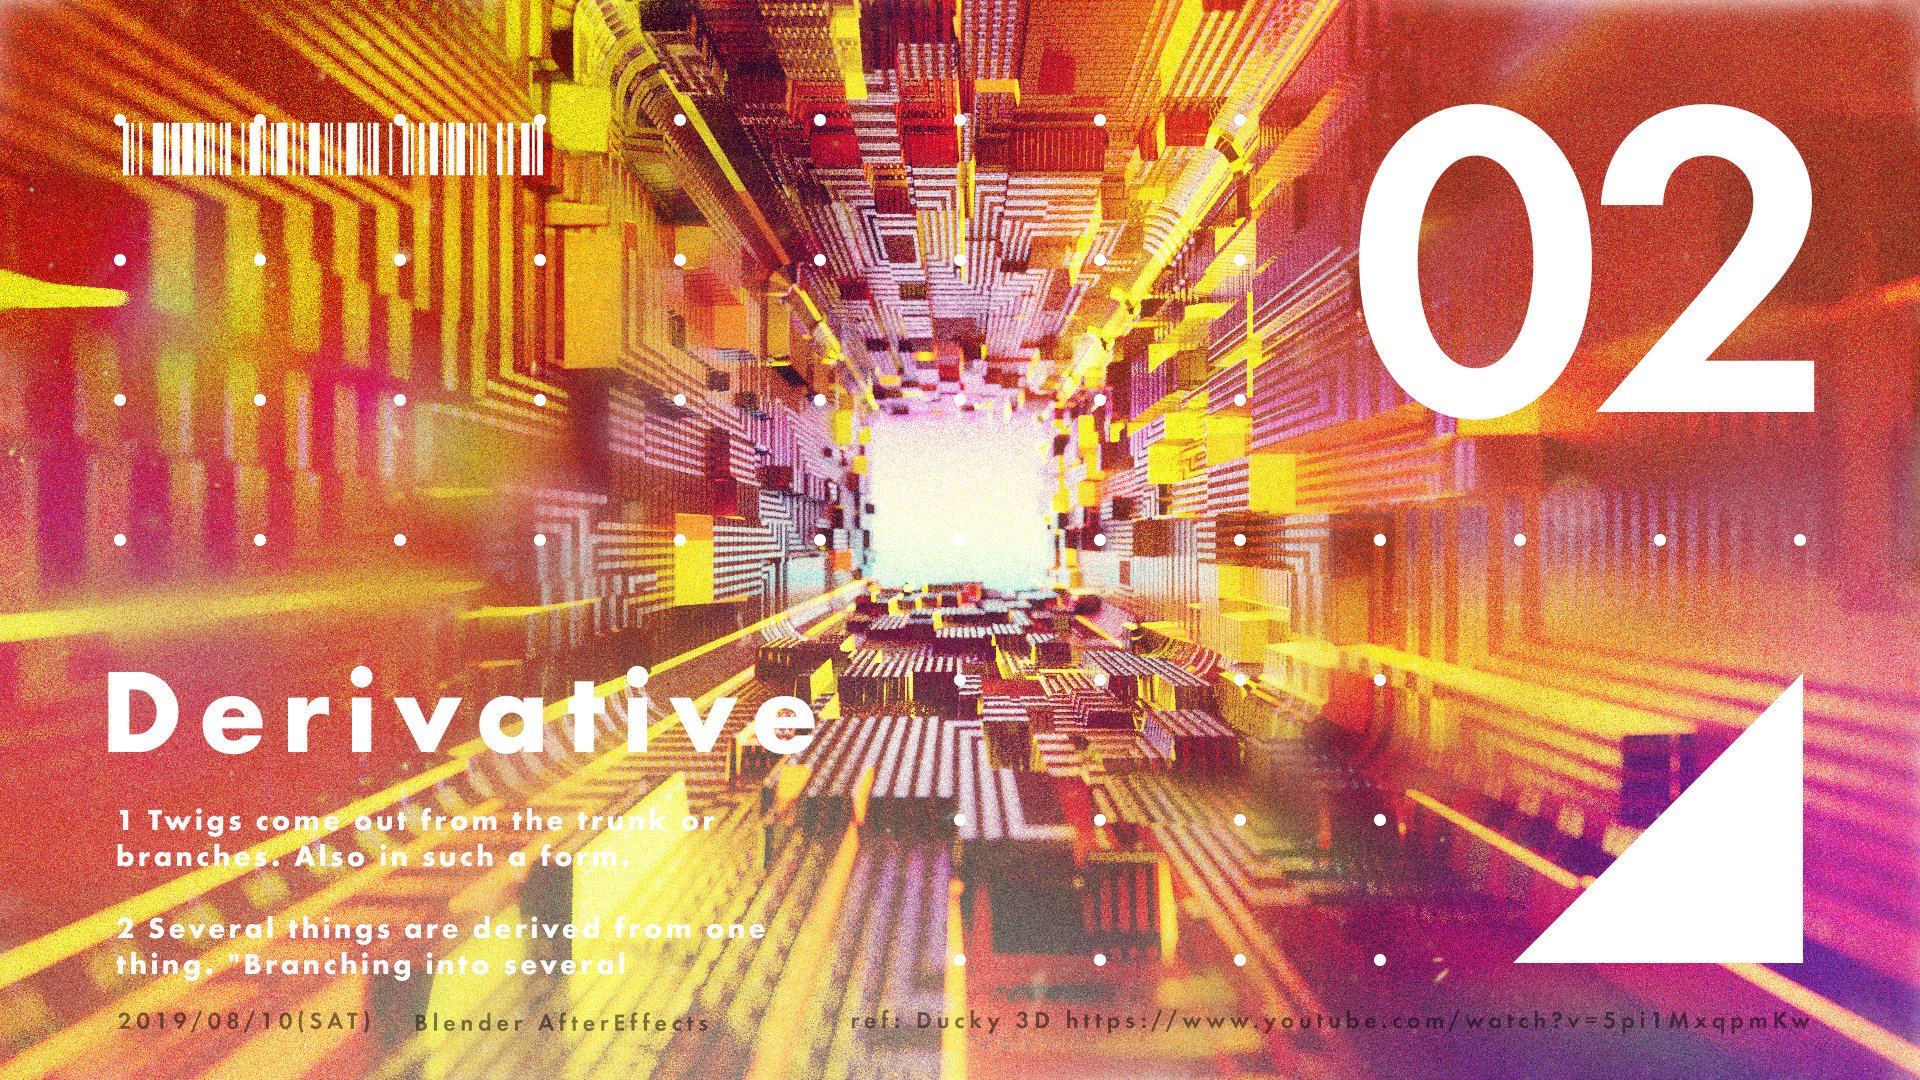 02
Derivative
1 Twigs come out from the trunk or
branches. Also in such a form.
2 Several things are derived from one
thing. "Branching into several
2019/08/10(SAT) Blender AfterEffects ref: Ducky 3D https://www.youtube.com/watch?v=5pi1MxqpmKw